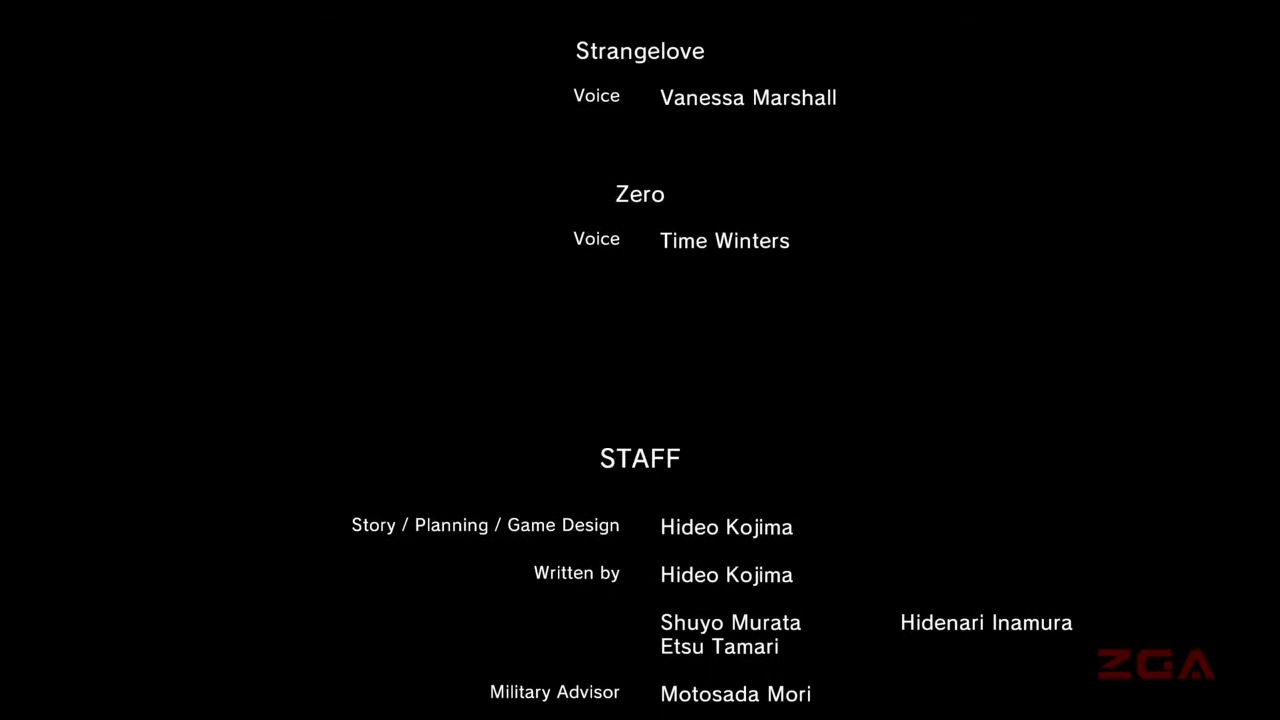 Strangelove
Voice Vanessa Marshall
Zero
Voice Time Winters
STAFF
Story / Planning / Game Design Hideo Kojima
Written by Hideo Kojima
Shuyo Murata Hidenari Inamura
Etsu Tamari
Military Advisor Motosada Mori
ZGA